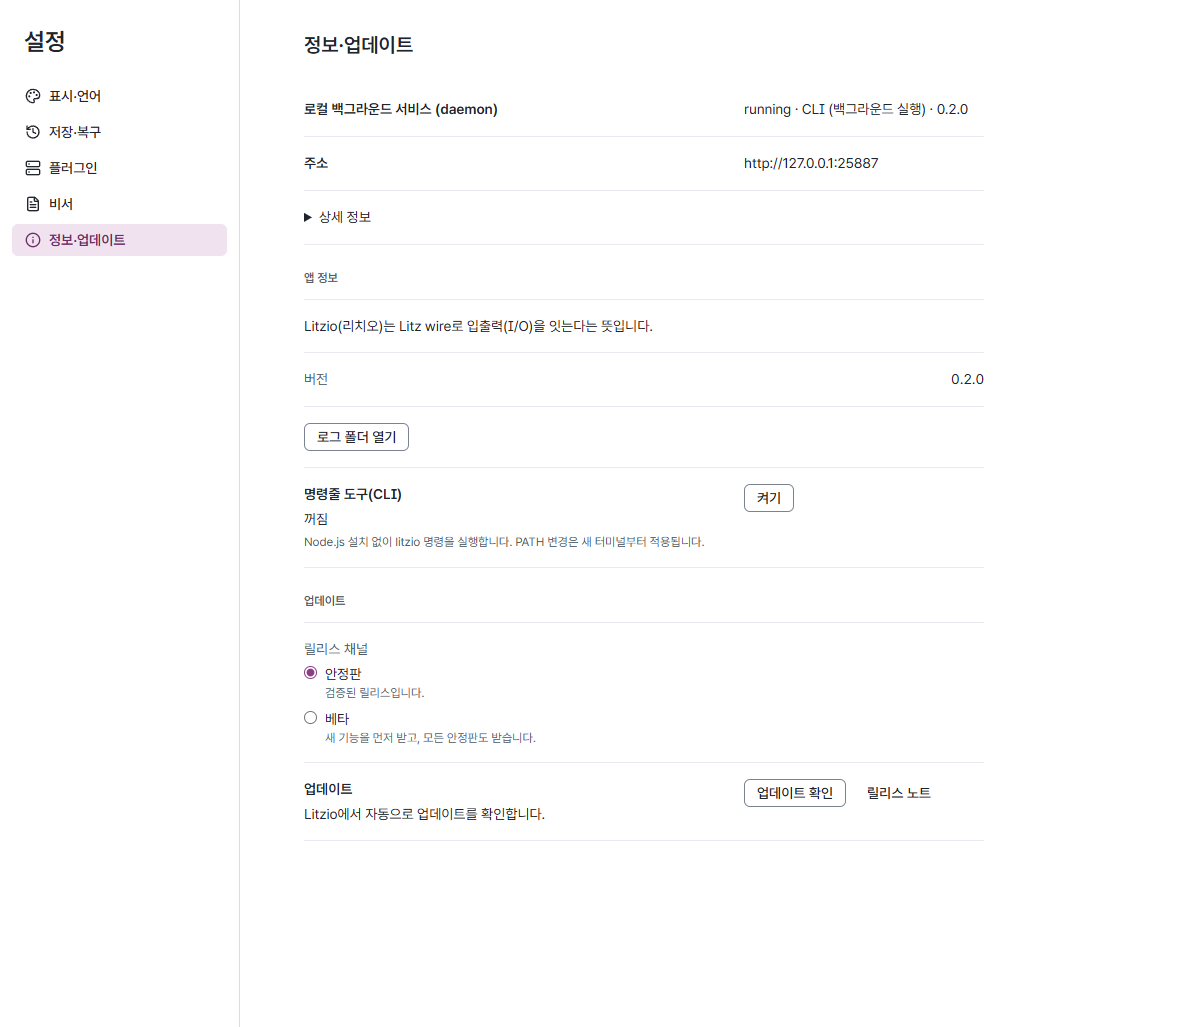 설정
표시·언어
저장·복구
플러그인
비서
정보·업데이트
정보·업데이트
로컬 백그라운드 서비스 (daemon)
running · CLI (백그라운드 실행) · 0.2.0
주소
http://127.0.0.1:25887
상세 정보
앱 정보
Litzio(리치오)는 Litz wire로 입출력(I/O)을 잇는다는 뜻입니다.
버전
0.2.0
로그 폴더 열기
명령줄 도구(CLI)
켜기
꺼짐
Node.js 설치 없이 litzio 명령을 실행합니다. PATH 변경은 새 터미널부터 적용됩니다.
업데이트
릴리스 채널
안정판
검증된 릴리스입니다.
베타
새 기능을 먼저 받고, 모든 안정판도 받습니다.
업데이트
업데이트 확인
릴리스 노트
Litzio에서 자동으로 업데이트를 확인합니다.